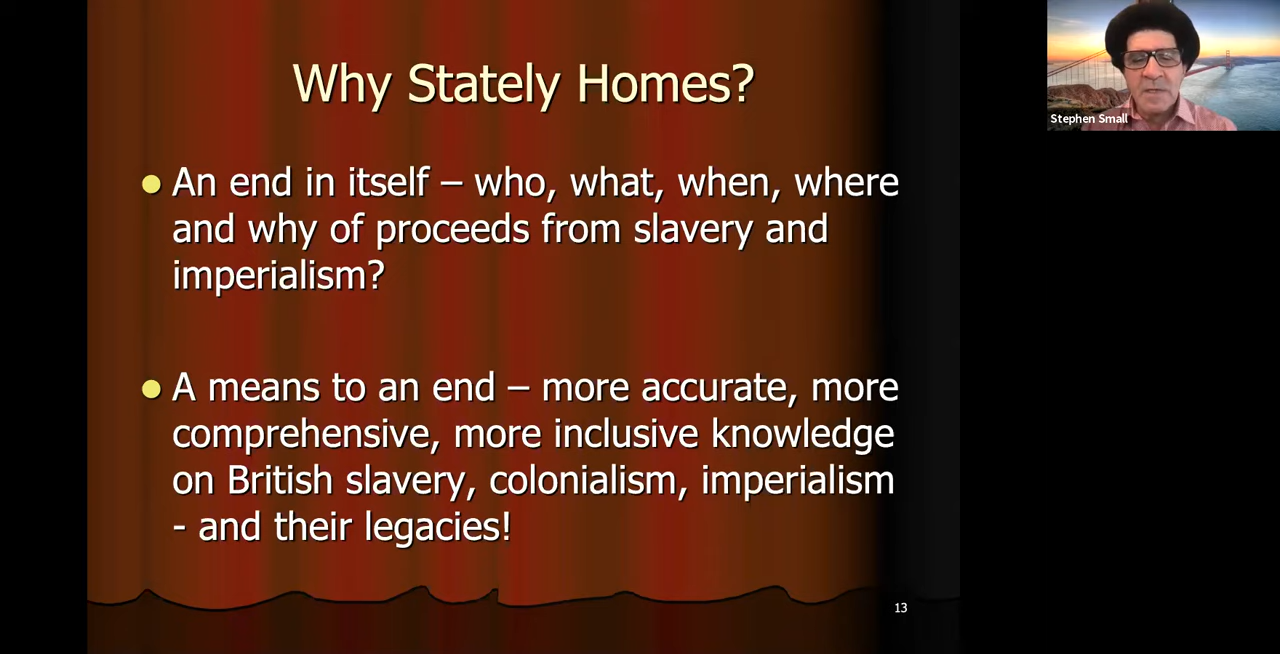 Why Stately Homes?
An end in itself – who, what, when, where
and why of proceeds from slavery and
imperialism?
A means to an end – more accurate, more
comprehensive, more inclusive knowledge
on British slavery, colonialism, imperialism
- and their legacies!
13
Stephen Small